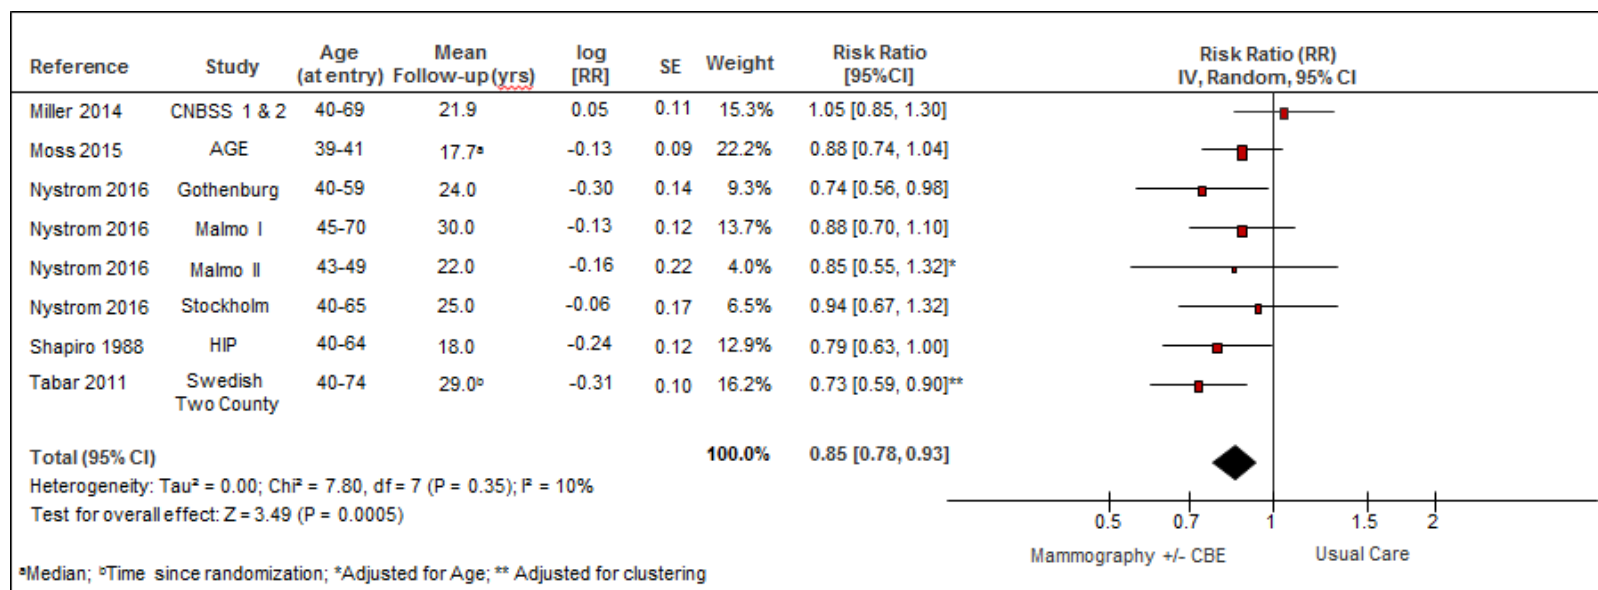 Reference Study Age (at entry) Mean Follow-up (yrs) log [RR] SE Weight Risk Ratio [95%CI] Risk Ratio (RR) IV, Random, 95% CI
Miller 2014 CNBSS 1 & 2 40-69 21.9 0.05 0.11 15.3% 1.05 [0.85, 1.30]
Moss 2015 AGE 39-41 17.7ᵃ -0.13 0.09 22.2% 0.88 [0.74, 1.04]
Nystrom 2016 Gothenburg 40-59 24.0 -0.30 0.14 9.3% 0.74 [0.56, 0.98]
Nystrom 2016 Malmo I 45-70 30.0 -0.13 0.12 13.7% 0.88 [0.70, 1.10]
Nystrom 2016 Malmo II 43-49 22.0 -0.16 0.22 4.0% 0.85 [0.55, 1.32]*
Nystrom 2016 Stockholm 40-65 25.0 -0.06 0.17 6.5% 0.94 [0.67, 1.32]
Shapiro 1988 HIP 40-64 18.0 -0.24 0.12 12.9% 0.79 [0.63, 1.00]
Tabar 2011 Swedish Two County 40-74 29.0ᵇ -0.31 0.10 16.2% 0.73 [0.59, 0.90]**
Total (95% CI) 100.0% 0.85 [0.78, 0.93]
Heterogeneity: Tau² = 0.00; Chi² = 7.80, df = 7 (P = 0.35); I² = 10%
Test for overall effect: Z = 3.49 (P = 0.0005)
0.5 0.7 1 1.5 2
Mammography +/- CBE Usual Care
ᵃMedian; ᵇTime since randomization; *Adjusted for Age; ** Adjusted for clustering